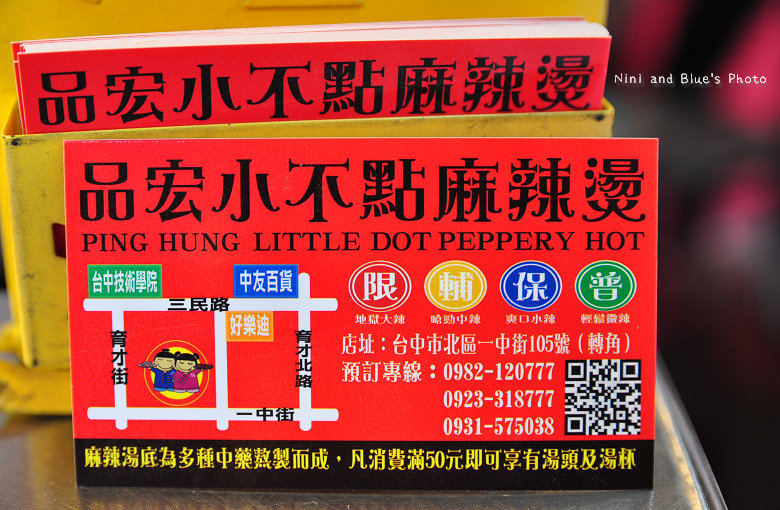 品宏小不點麻辣燙
Nini and Blue's Photo
品宏小不點麻辣燙
PING HUNG LITTLE DOT PEPPERY HOT
台中技術學院 中友百貨
三民路
好樂迪
育才街
育才北路
一中街
限 輔 保 普
地獄大辣 嗆勁中辣 爽口小辣 輕鬆微辣
店址：台中市北區一中街105號（轉角）
預訂專線：0982-120777
0923-318777
0931-575038
麻辣湯底為多種中藥熬製而成，凡消費滿50元即可享有湯頭及湯杯